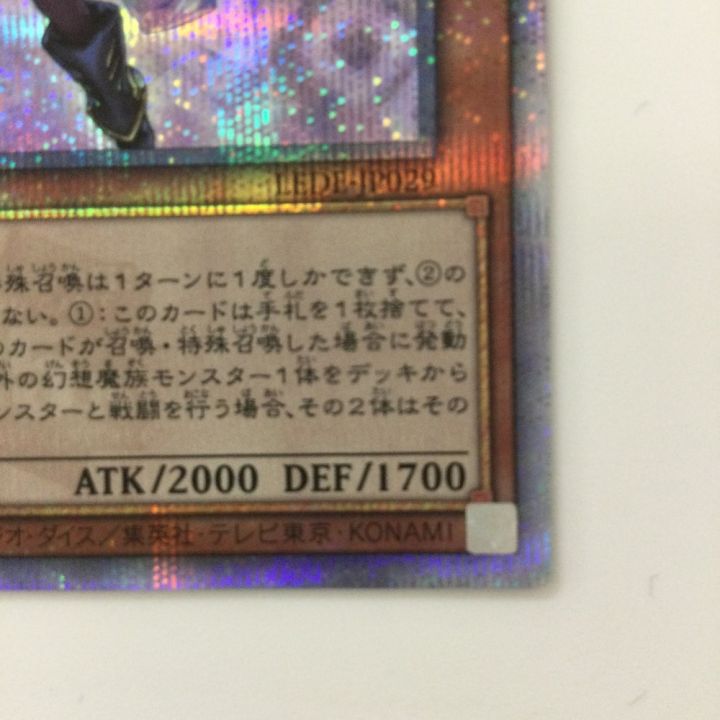 LEDE-JP029
殊召喚は1ターンに1度しかできず、②の
ない。①：このカードは手札を1枚捨てて、
のカードが召喚・特殊召喚した場合に発動
外の幻想魔族モンスター1体をデッキから
ンスターと戦闘を行う場合、その2体はその
ATK/2000 DEF/1700
オ・ダイス／集英社・テレビ東京・KONAMI